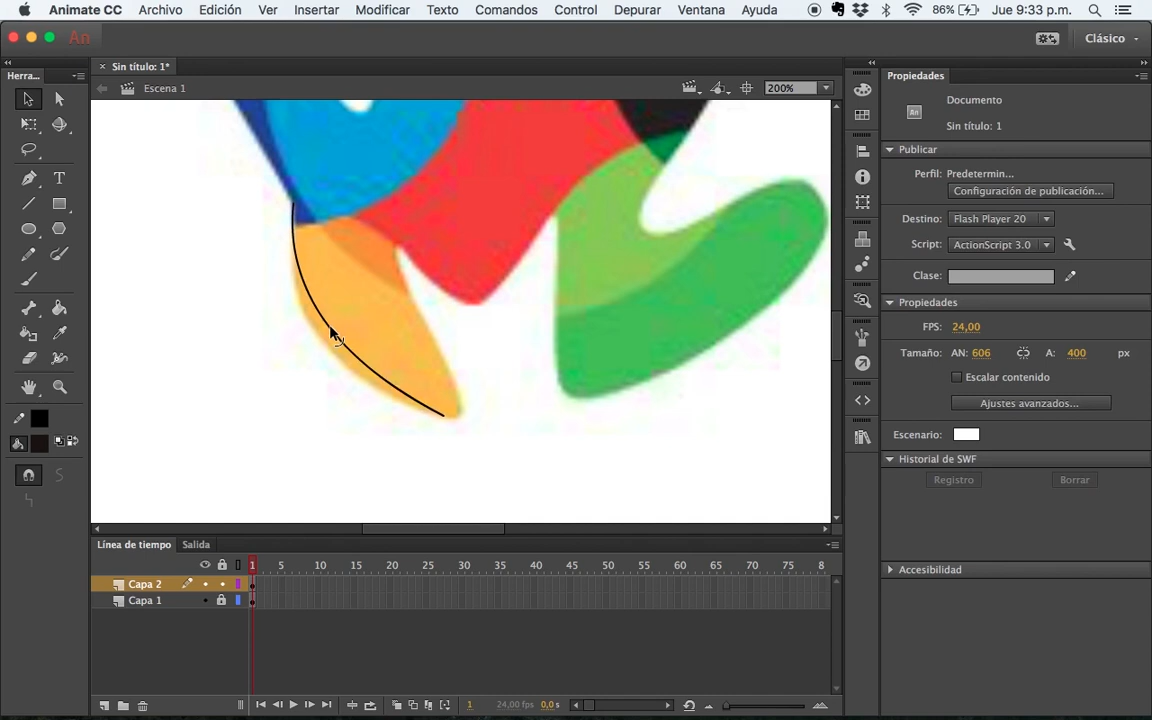 Animate CC Archivo Edición Ver Insertar Modificar Texto Comandos Control Depurar Ventana Ayuda 86% Jue 9:33 p.m.
An Clásico
Herra... Sin título: 1* Propiedades
Escena 1 200%
Documento
An
Sin título: 1
Publicar
Perfil: Predetermin...
Configuración de publicación...
T
Destino: Flash Player 20
Script: ActionScript 3.0
Clase:
Propiedades
FPS: 24,00
Tamaño: AN: 606 A: 400 px
Escalar contenido
Ajustes avanzados...
Escenario:
Historial de SWF
Registro Borrar
Línea de tiempo Salida
1 5 10 15 20 25 30 35 40 45 50 55 60 65 70 75 8
Accesibilidad
Capa 2
Capa 1
1 24,00 fps 0,0 s